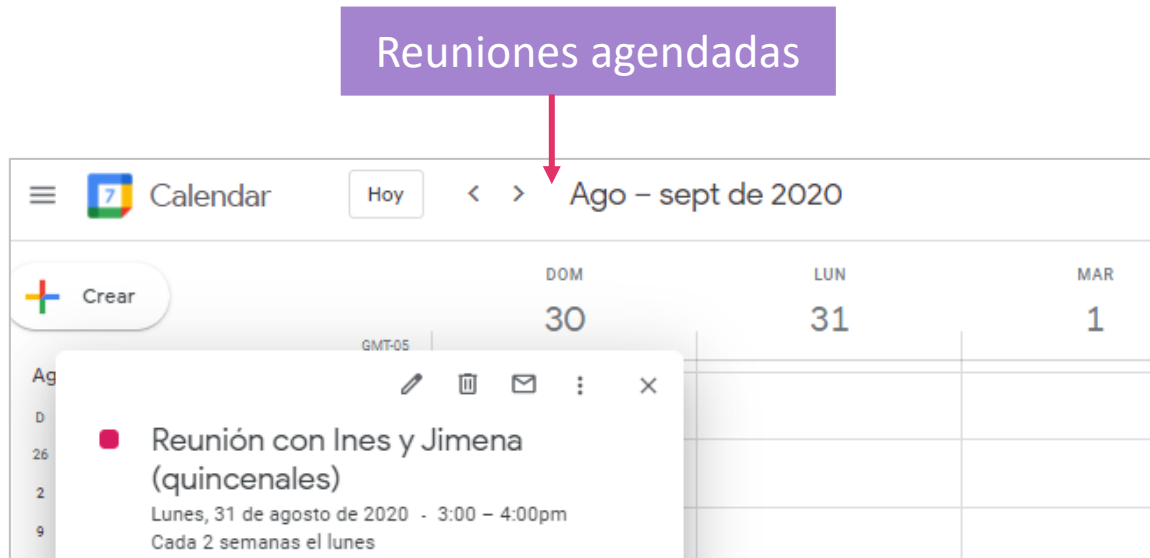 Reuniones agendadas
7 Calendar Hoy < > Ago – sept de 2020
Crear
DOM LUN MAR
30 31 1
GMT-05
Ag
D
26
2
9
Reunión con Ines y Jimena
(quincenales)
Lunes, 31 de agosto de 2020 - 3:00 – 4:00pm
Cada 2 semanas el lunes